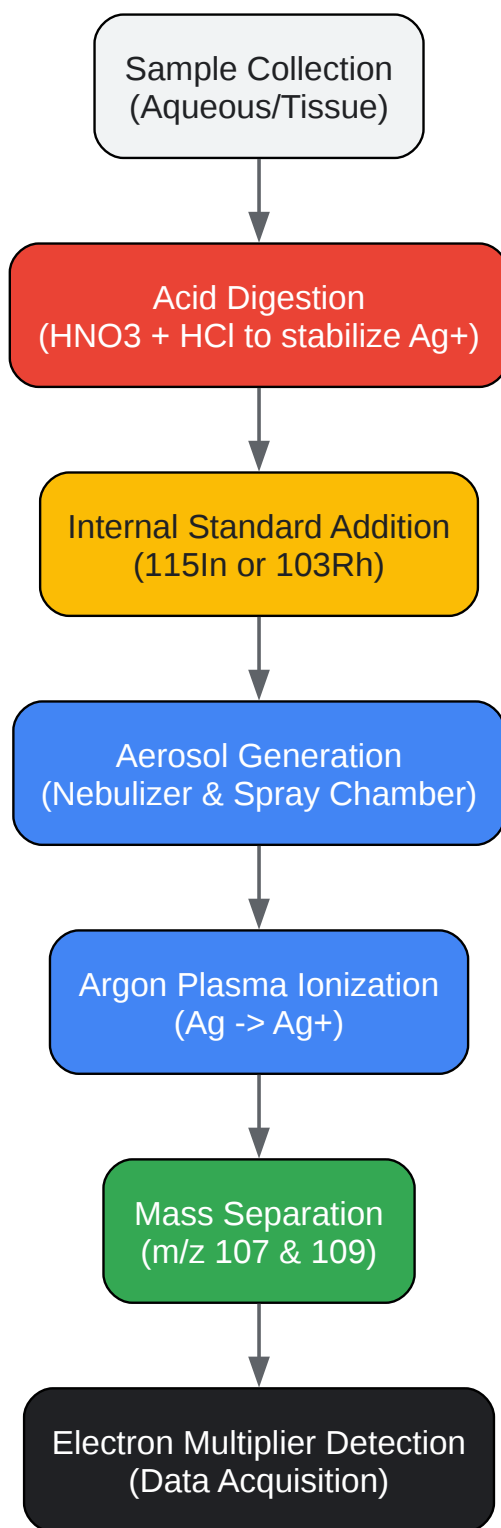 Sample Collection
(Aqueous/Tissue)
Acid Digestion
(HNO3 + HCl to stabilize Ag+)
Internal Standard Addition
(115In or 103Rh)
Aerosol Generation
(Nebulizer & Spray Chamber)
Argon Plasma Ionization
(Ag -> Ag+)
Mass Separation
(m/z 107 & 109)
Electron Multiplier Detection
(Data Acquisition)